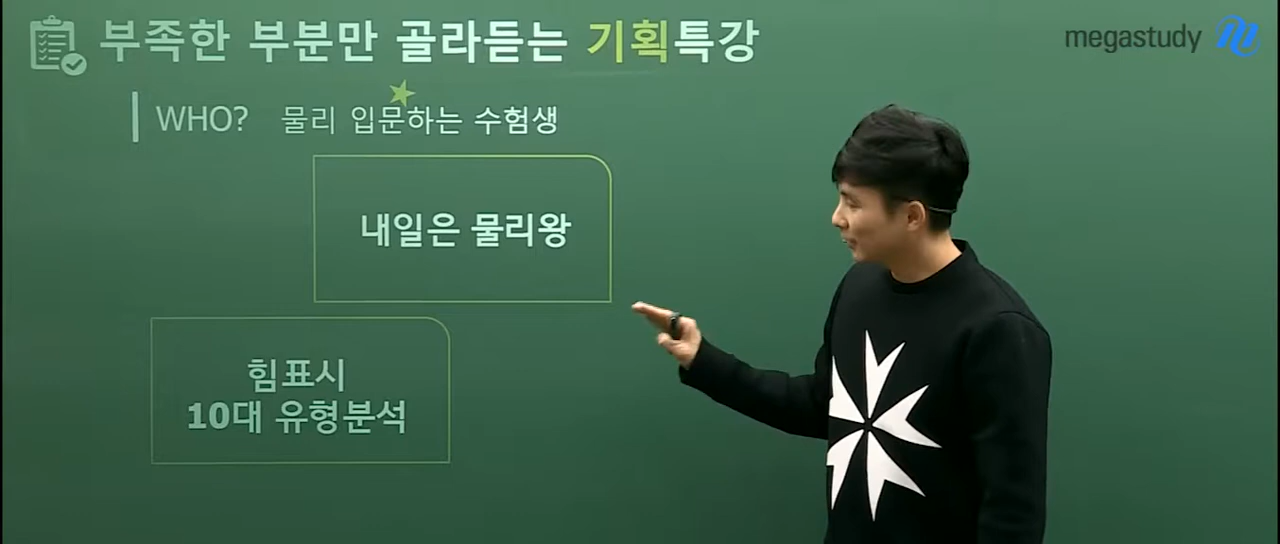 부족한 부분만 골라듣는 기획특강
megastudy
WHO? 물리 입문하는 수험생
내일은 물리왕
힘표시
10대 유형분석